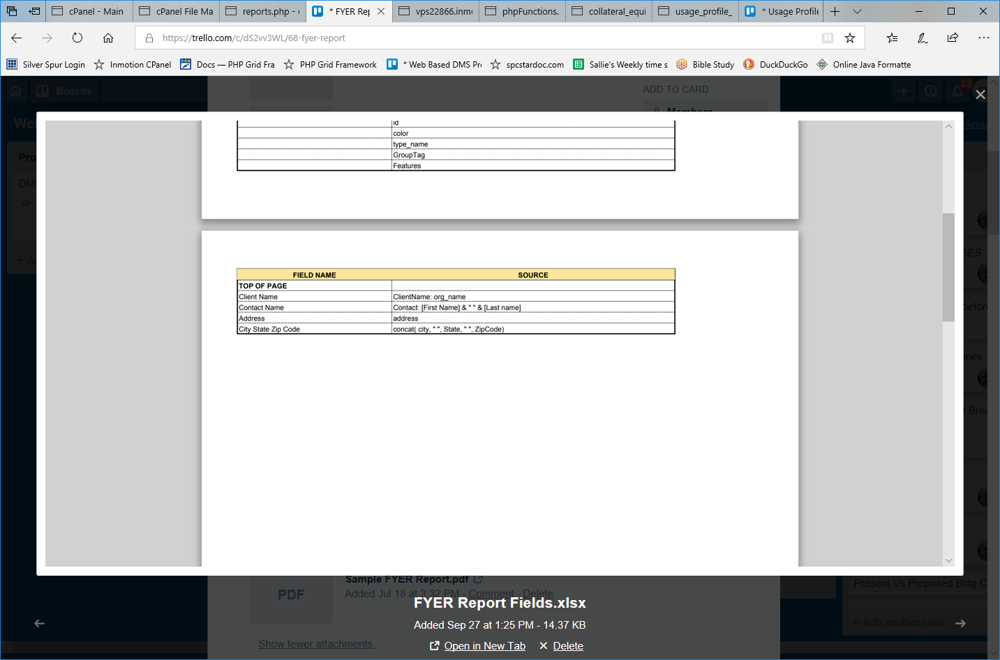 cPanel - Main
cPanel File Ma
reports.php - c
* FYER Rep
vps22866.inm
phpFunctions.
collateral_equi
usage_profile_
* Usage Profile
https://trello.com/c/dS2vv3WL/68-fyer-report
Silver Spur Login
Inmotion CPanel
Docs — PHP Grid Fra
PHP Grid Framework
* Web Based DMS Pr
spcstardoc.com
Sallie's Weekly time s
Bible Study
DuckDuckGo
Online Java Formatte
Boards
ADD TO CARD
25
Members
Wel
Menu
Pro
DMS
id
color
type_name
GroupTag
Features
GES
FIELD NAME SOURCE
TOP OF PAGE
Client Name ClientName: org_name
Contact Name Contact: [First Name] & " " & [Last name]
Address address
City State Zip Code concat( city, " ", State, " ", ZipCode)
before
ines
t Brea
Sample FYER Report.pdf
PDF
Added Jul 18 at 3:32 PM - Comment - Delete
Present Vs Proposed Bldg C
FYER Report Fields.xlsx
Added Sep 27 at 1:25 PM - 14.37 KB
+ Add another card
Show fewer attachments.
Open in New Tab
Delete